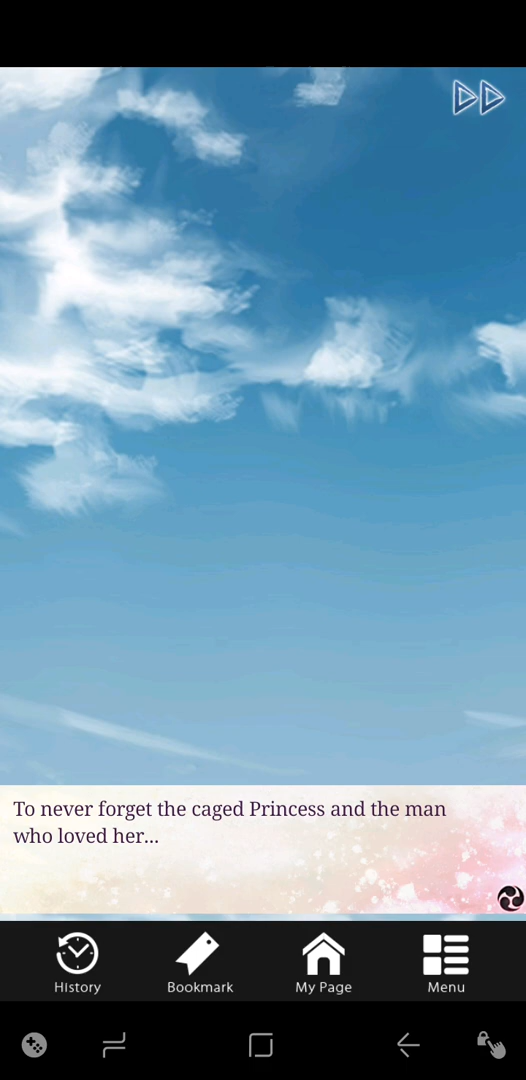 To never forget the caged Princess and the man
who loved her...
History
Bookmark
My Page
Menu